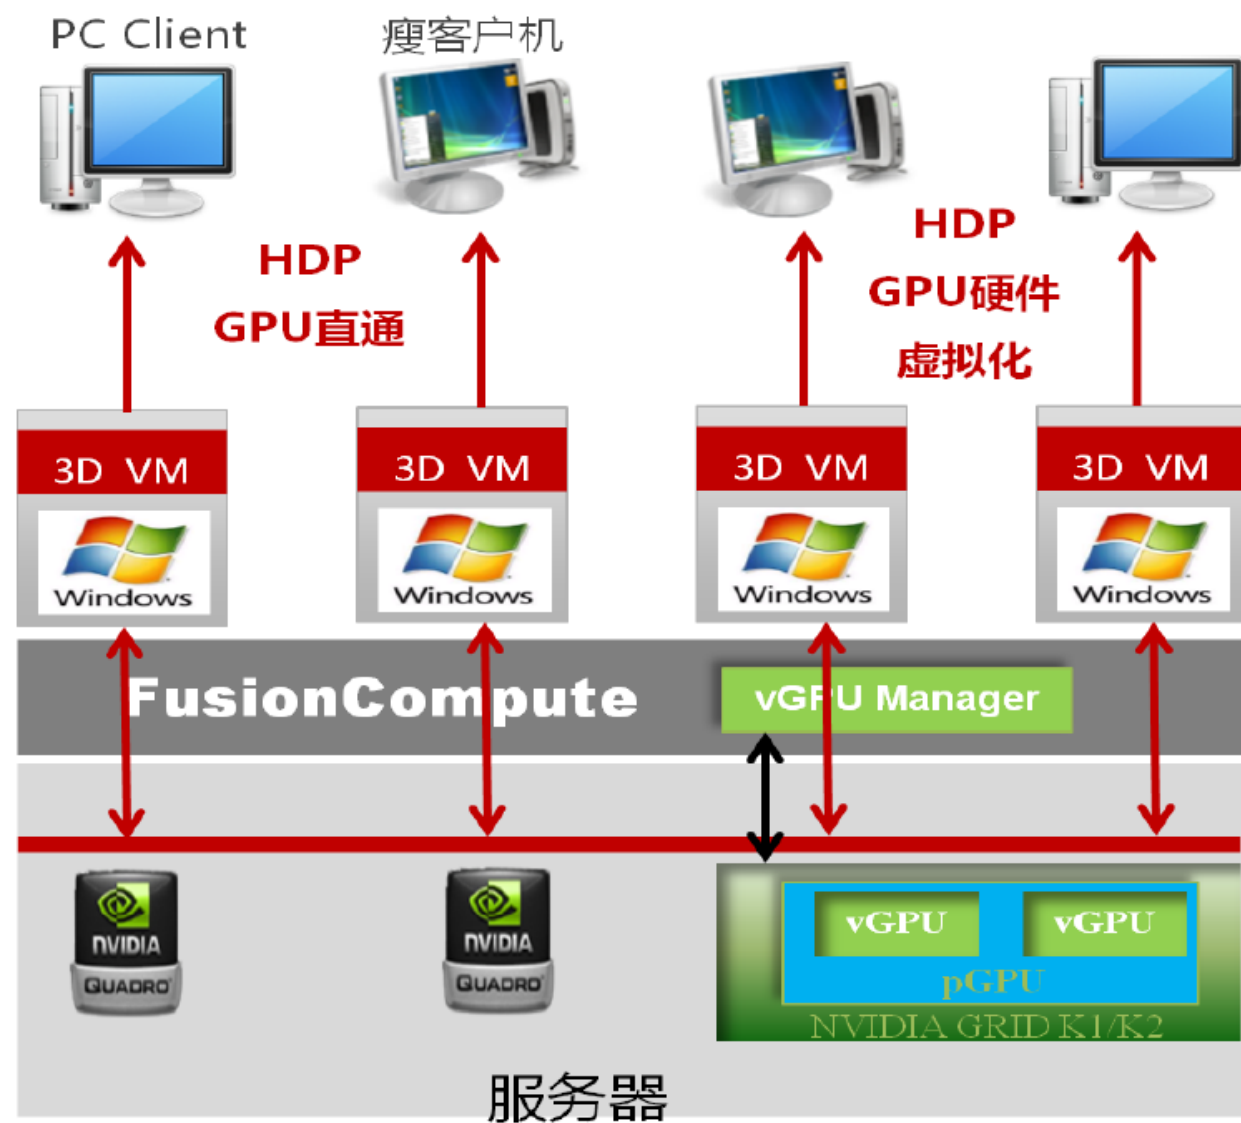 PC Client
瘦客户机
HDP
GPU直通
HDP
GPU硬件
虚拟化
3D VM
3D VM
3D VM
3D VM
Windows
Windows
Windows
Windows
FusionCompute
vGPU Manager
NVIDIA
QUADRO
NVIDIA
QUADRO
vGPU
vGPU
pGPU
NVIDIA GRID K1/K2
服务器